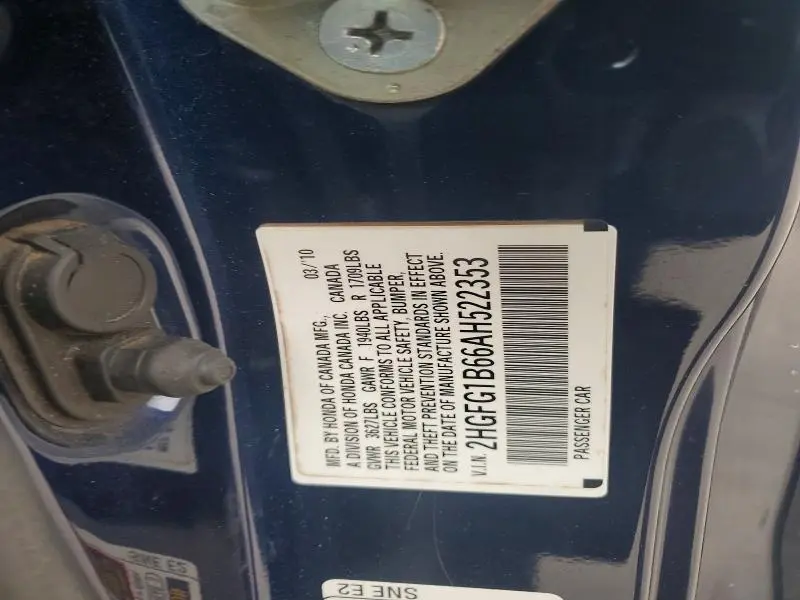 MFD. BY HONDA OF CANADA MFG., 03/10
A DIVISION OF HONDA CANADA INC. CANADA
GVWR 3627LBS GAWR F 1940LBS R 1709LBS
THIS VEHICLE CONFORMS TO ALL APPLICABLE
FEDERAL MOTOR VEHICLE SAFETY, BUMPER,
AND THEFT PREVENTION STANDARDS IN EFFECT
ON THE DATE OF MANUFACTURE SHOWN ABOVE.
V.I.N. 2HGFG1B66AH522353
PASSENGER CAR
SNE E2